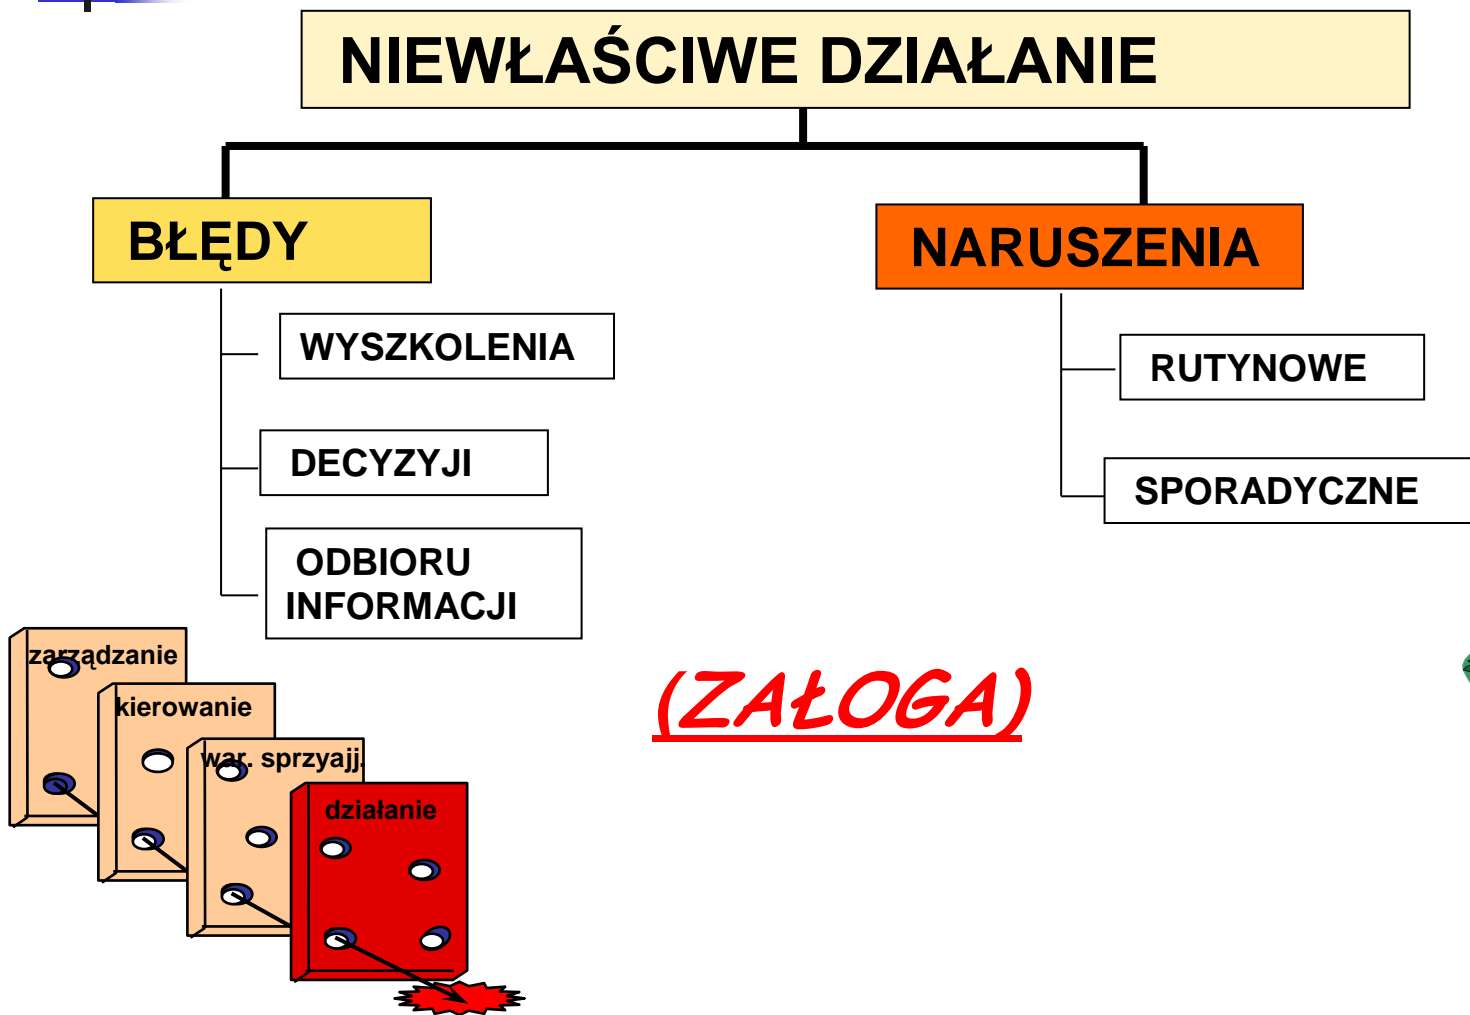 NIEWŁAŚCIWE DZIAŁANIE
BŁĘDY
NARUSZENIA
WYSZKOLENIA
RUTYNOWE
DECYZYJI
SPORADYCZNE
ODBIORU
INFORMACJI
zarządzanie
kierowanie
war. sprzyajj.
działanie
(ZAŁOGA)